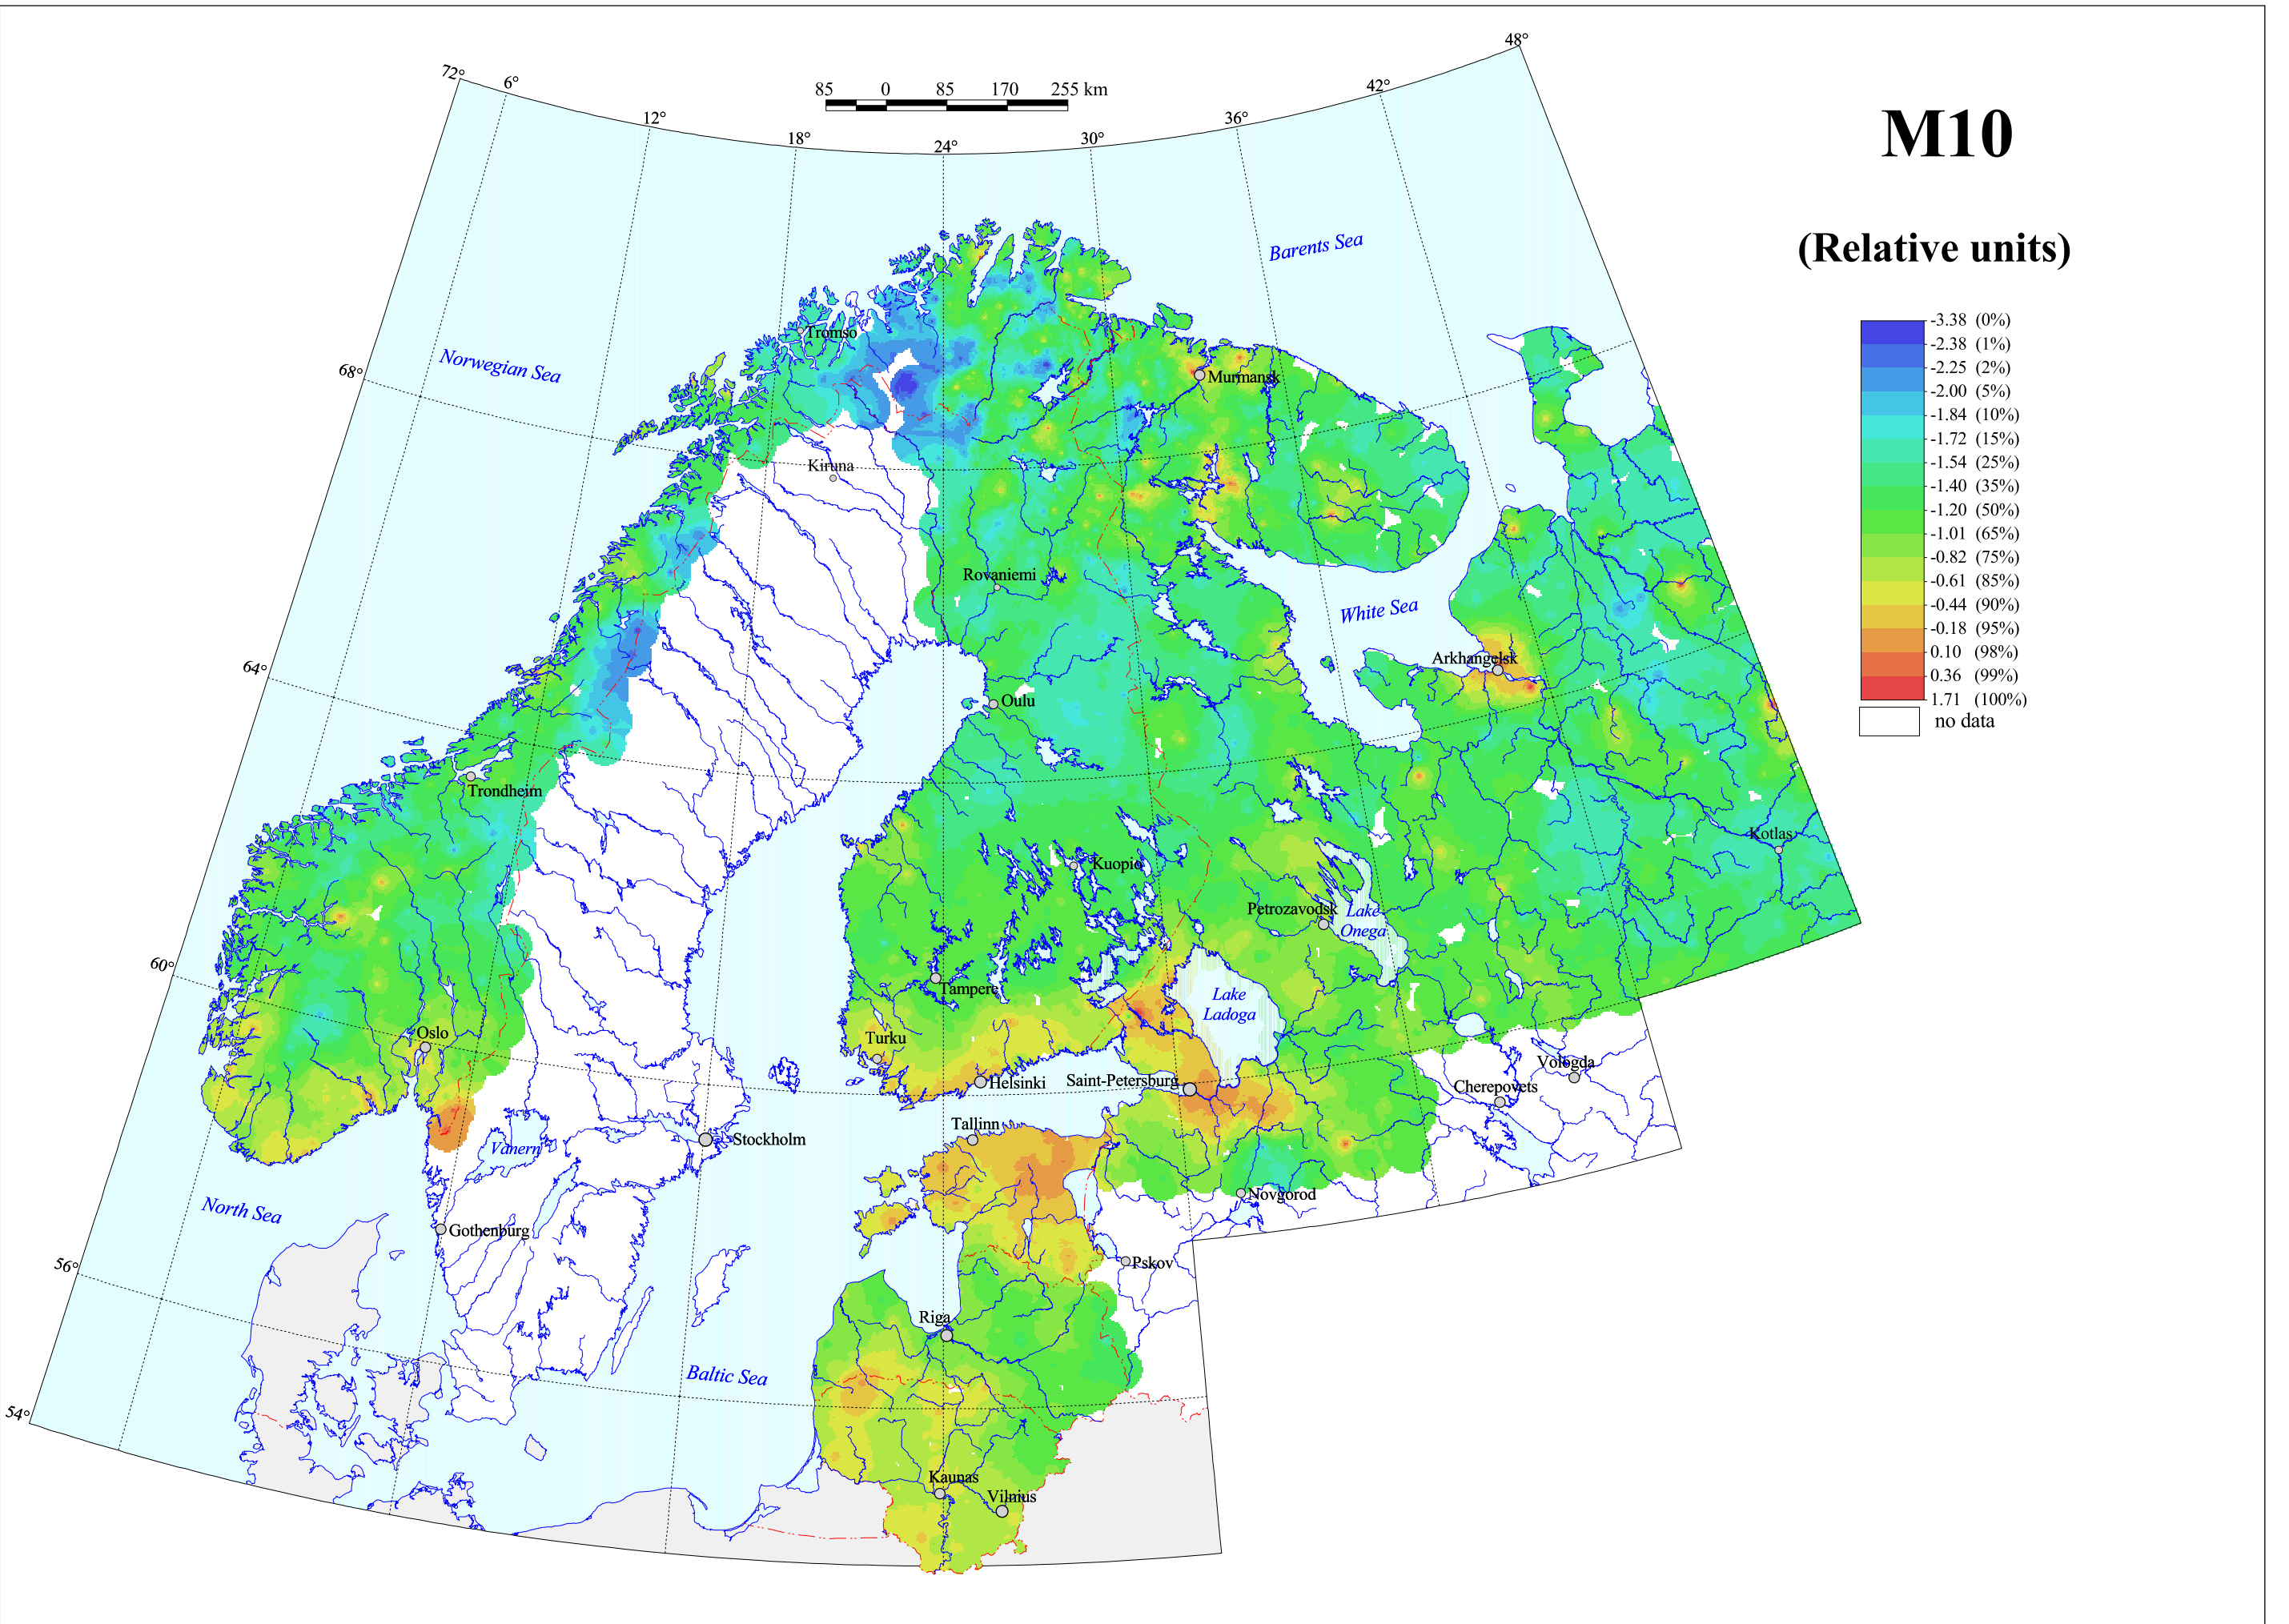 M10
(Relative units)
85 0 85 170 255 km
72°
6°
12°
18°
24°
30°
36°
42°
48°
68°
64°
60°
56°
54°
-3.38 (0%)
-2.38 (1%)
-2.25 (2%)
-2.00 (5%)
-1.84 (10%)
-1.72 (15%)
-1.54 (25%)
-1.40 (35%)
-1.20 (50%)
-1.01 (65%)
-0.82 (75%)
-0.61 (85%)
-0.44 (90%)
-0.18 (95%)
0.10 (98%)
0.36 (99%)
1.71 (100%)
no data
Barents Sea
Norwegian Sea
Tromso
Murmansk
Kiruna
Rovaniemi
White Sea
Arkhangelsk
Oulu
Trondheim
Kotlas
Kuopio
Petrozavodsk
Lake
Onega
Tampere
Lake
Ladoga
Oslo
Turku
Helsinki
Saint-Petersburg
Vologda
Cherepovets
Tallinn
Stockholm
Vanern
Novgorod
North Sea
Gothenburg
Pskov
Riga
Baltic Sea
Kaunas
Vilnius